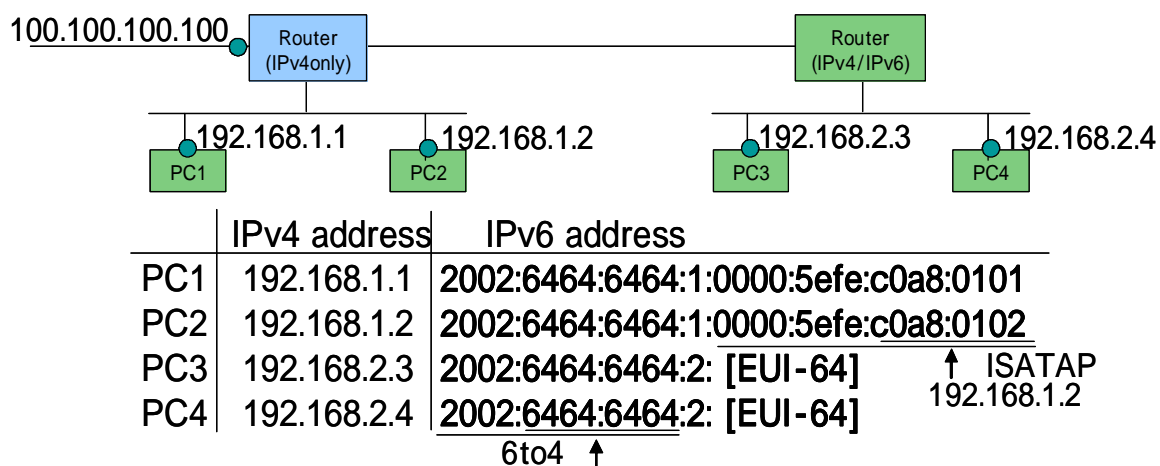 100.100.100.100
Router
(IPv4only)
Router
(IPv4/IPv6)
192.168.1.1
192.168.1.2
192.168.2.3
192.168.2.4
PC1
PC2
PC3
PC4
IPv4 address IPv6 address
PC1 192.168.1.1 2002:6464:6464:1:0000:5efe:c0a8:0101
PC2 192.168.1.2 2002:6464:6464:1:0000:5efe:c0a8:0102
PC3 192.168.2.3 2002:6464:6464:2: [EUI-64]
ISATAP
192.168.1.2
PC4 192.168.2.4 2002:6464:6464:2: [EUI-64]
6to4